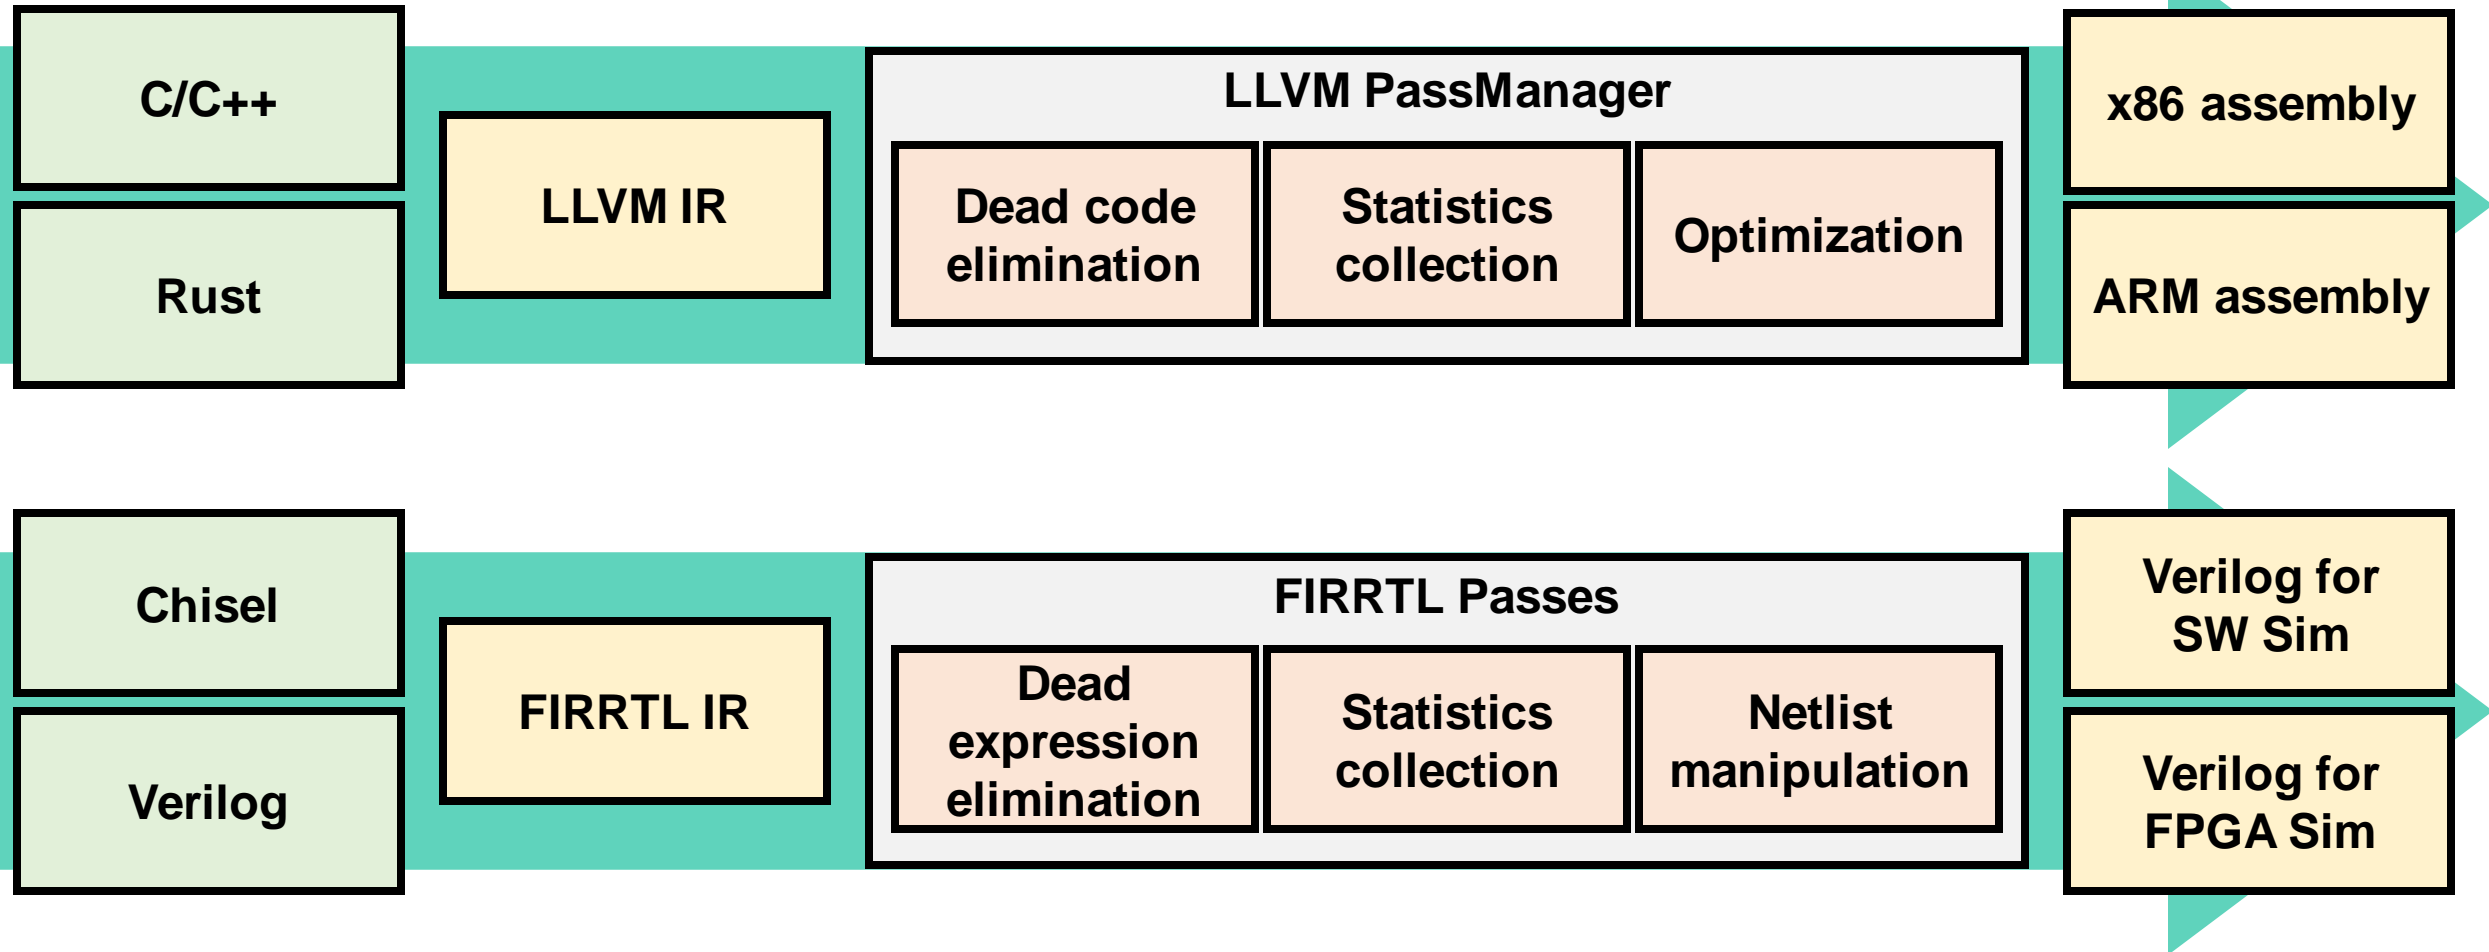 C/C++
Rust
LLVM IR
LLVM PassManager
Dead code
elimination
Statistics
collection
Optimization
x86 assembly
ARM assembly
Chisel
Verilog
FIRRTL IR
FIRRTL Passes
Dead
expression
elimination
Statistics
collection
Netlist
manipulation
Verilog for
SW Sim
Verilog for
FPGA Sim